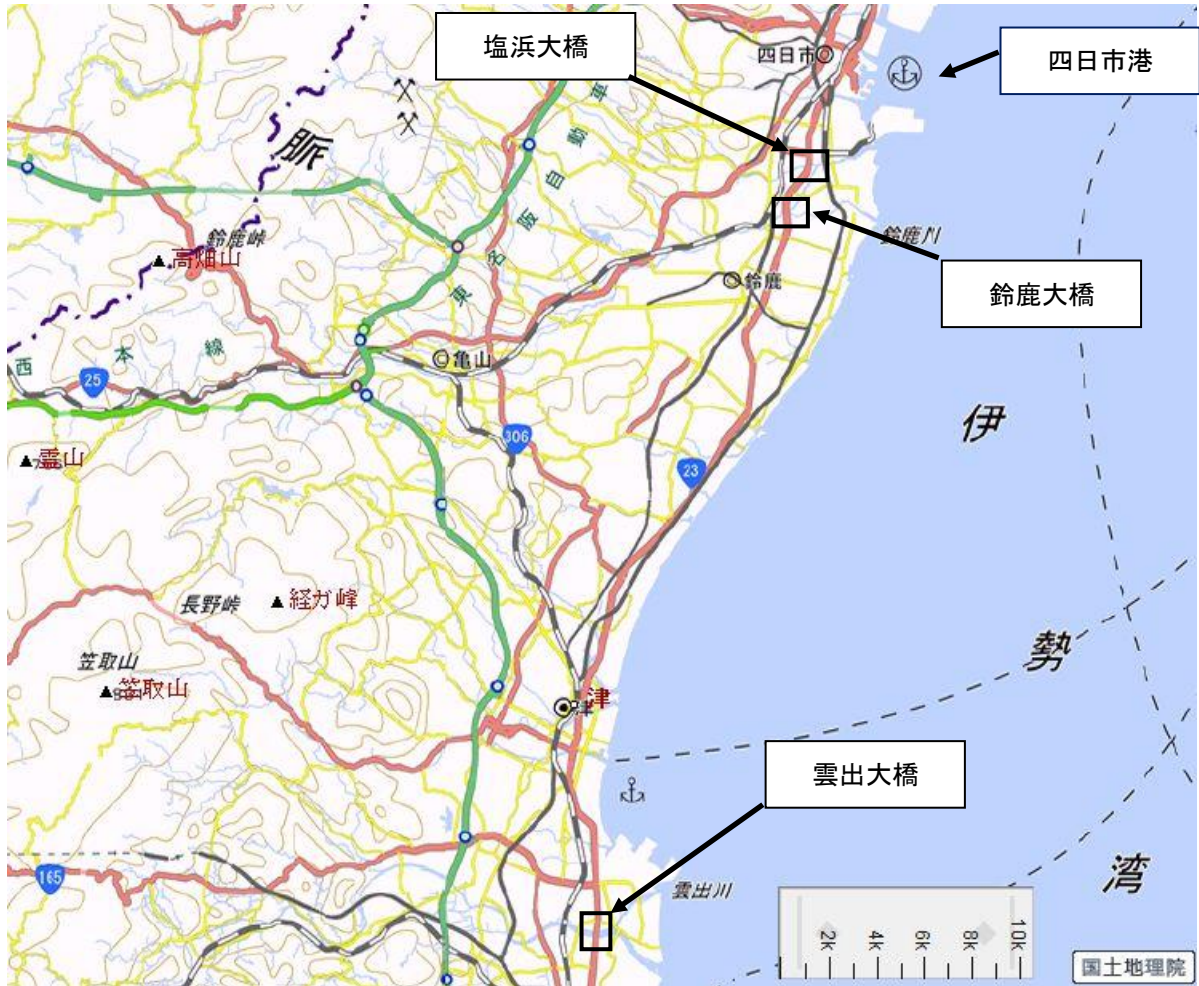 塩浜大橋
四日市港
四日市
動車
自
阪
名
東
脈
鈴鹿峠
高畑山
鈴鹿川
鈴鹿
鈴鹿大橋
西本線
亀山
25
306
23
霊山
伊
勢
湾
長野峠
経ガ峰
笠取山
笠取山
津
津
雲出大橋
165
雲出川
2k 4k 6k 8k 10k
国土地理院